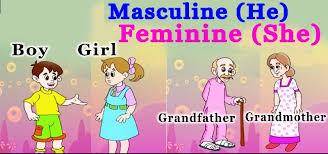 Masculine (He)
Feminine (She)
Boy Girl
Grandfather Grandmother